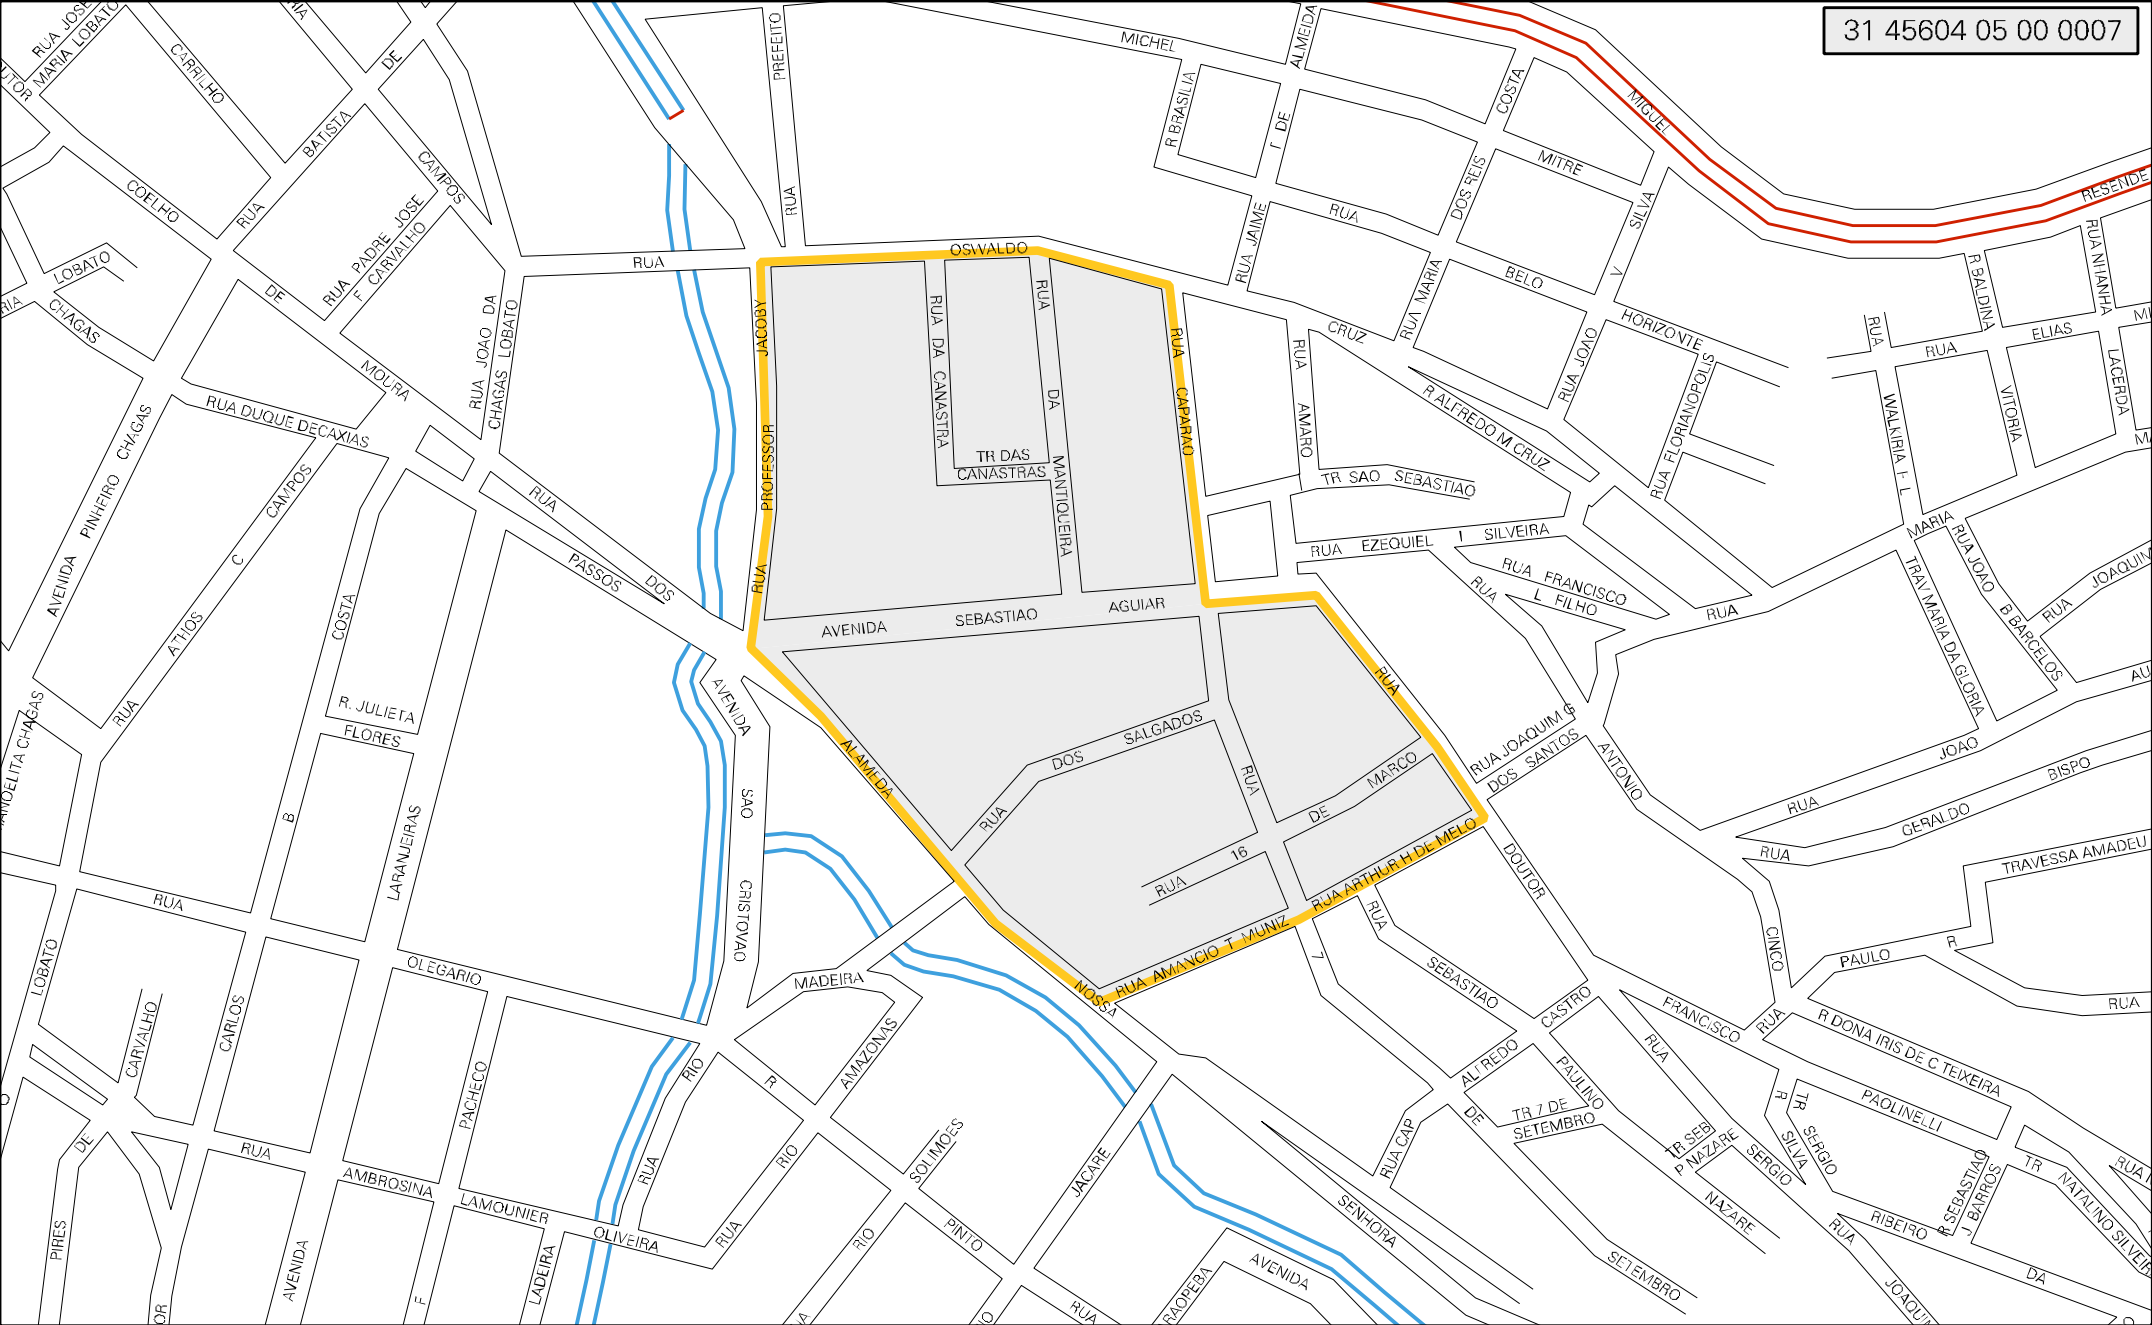 31 45604 05 00 0007
RUA JOSE
MARIA LOBATO
CARRILHO
DE
PREFEITO
MICHEL
ALMEIDA
COSTA
MIGUEL
RESENDE
BATISTA
CAMPOS
COELHO
RUA
RUA PADRE JOSE
F CARVALHO
RUA
R BRASILIA
DE
MITRE
DOS REIS
SILVA
V
RUA
RUA JAIME
RUA NHANHA
R BALDINA
LOBATO
CHAGAS
DE
MOURA
RUA JOAO DA
CHAGAS LOBATO
RUA
OSWALDO
JACOBY
PROFESSOR
RUA
RUA DA CANASTRA
RUA
DA
MANTIQUEIRA
TR DAS
CANASTRAS
RUA
CAPARAO
RUA
AMARO
CRUZ
RUA MARIA
BELO
HORIZONTE
RUA JOAO
RUA FLORIANOPOLIS
R ALFREDO M CRUZ
RUA
RUA
ELIAS
LACERDA
VITORIA
WALKIRIA F L
MARIA
RUA DUQUE DECAXIAS
AVENIDA PINHEIRO CHAGAS
CAMPOS
C
ATHOS
RUA
RUA
PASSOS
DOS
TR SAO SEBASTIAO
RUA EZEQUIEL I SILVEIRA
RUA FRANCISCO
L FILHO
RUA
RUA
TRAV MARIA DA GLORIA
RUA JOAO B BARCELOS
RUA JOAQUIM
COSTA
B
CARLOS
R. JULIETA
FLORES
AVENIDA SEBASTIAO AGUIAR
AVENIDA
SAO
CRISTOVAO
ALAMEDA
NOSSA
SENHORA
RUA DOS SALGADOS
RUA
RUA 16 DE MARCO
RUA
RUA ARTHUR H DE MELO
RUA AMANCIO T MUNIZ
RUA JOAQUIM G
DOS SANTOS
ANTONIO
JOAO
RUA
BISPO
GERALDO
RUA
TRAVESSA AMADEU
DOUTOR
CINCO
PAULO
R
RUA
LARANJEIRAS
RUA
OLEGARIO
LOBATO
CARVALHO
PACHECO
MADEIRA
AMAZONAS
RIO
RUA
R
RUA
7
SEBASTIAO
CASTRO
ALFREDO
PAULINO
FRANCISCO
RUA
RUA
R DONA IRIS DE C TEIXEIRA
PAOLINELLI
R
SILVA
TR
SERGIO
DE
PIRES
RUA
AMBROSINA
LAMOUNIER
OLIVEIRA
LADEIRA
AVENIDA
F
RIO
RUA
SOLIMOES
RIO
PINTO
RUA
JACARE
AVENIDA
RUA CAP
DE
TR 7 DE
SETEMBRO
TR SEB
P NAZARE
NAZARE
SERGIO
SETEMBRO
RUA
JOAQUIM
RIBEIRO
DA
R SEBASTIAO
J BARROS
TR
NATALINO SILVEIRA
RUA